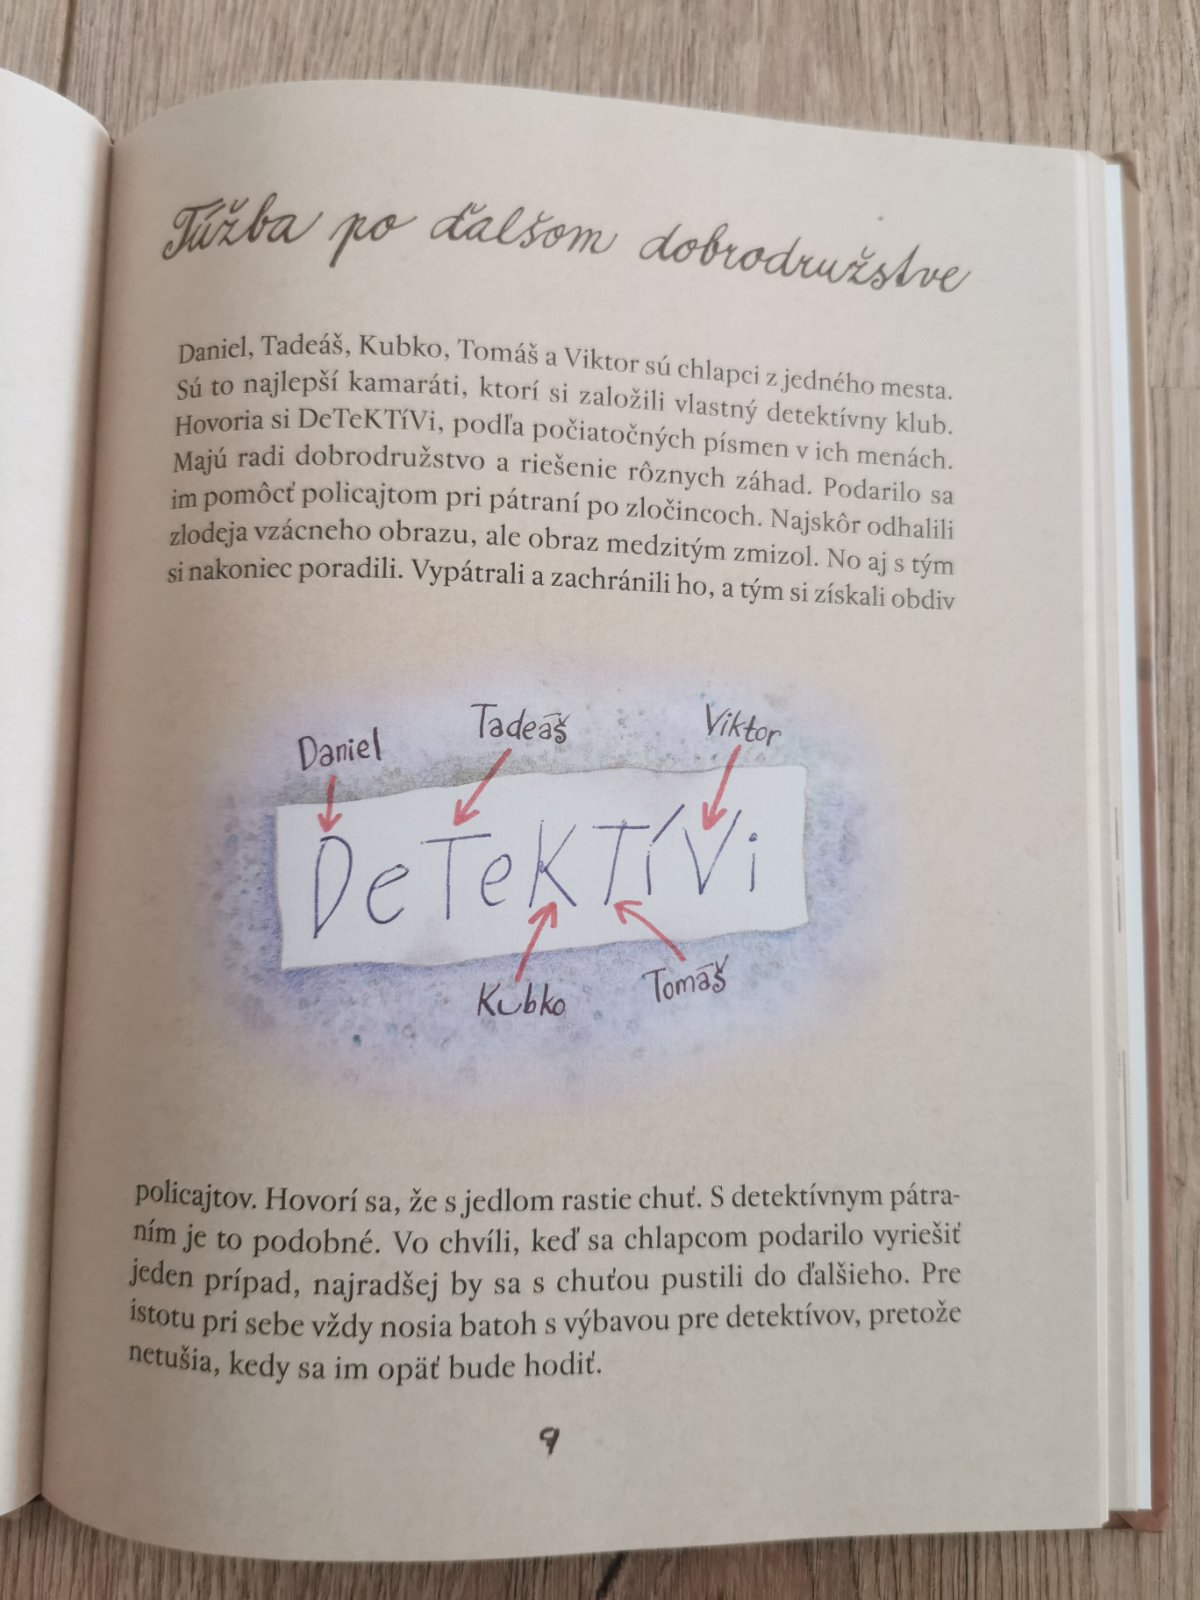 Túžba po ďalšom dobrodružstve
Daniel, Tadeáš, Kubko, Tomáš a Viktor sú chlapci z jedného mesta.
Sú to najlepší kamaráti, ktorí si založili vlastný detektívny klub.
Hovoria si DeTeKTíVi, podľa počiatočných písmen v ich menách.
Majú radi dobrodružstvo a riešenie rôznych záhad. Podarilo sa
im pomôcť policajtom pri pátraní po zločincoch. Najskôr odhalili
zlodeja vzácneho obrazu, ale obraz medzitým zmizol. No aj s tým
si nakoniec poradili. Vypátrali a zachránili ho, a tým si získali obdiv
Daniel Tadeáš Viktor
DeTeKTíVi
Kubko Tomáš
policajtov. Hovorí sa, že s jedlom rastie chuť. S detektívnym pátra-
ním je to podobné. Vo chvíli, keď sa chlapcom podarilo vyriešiť
jeden prípad, najradšej by sa s chuťou pustili do ďalšieho. Pre
istotu pri sebe vždy nosia batoh s výbavou pre detektívov, pretože
netušia, kedy sa im opäť bude hodiť.
9